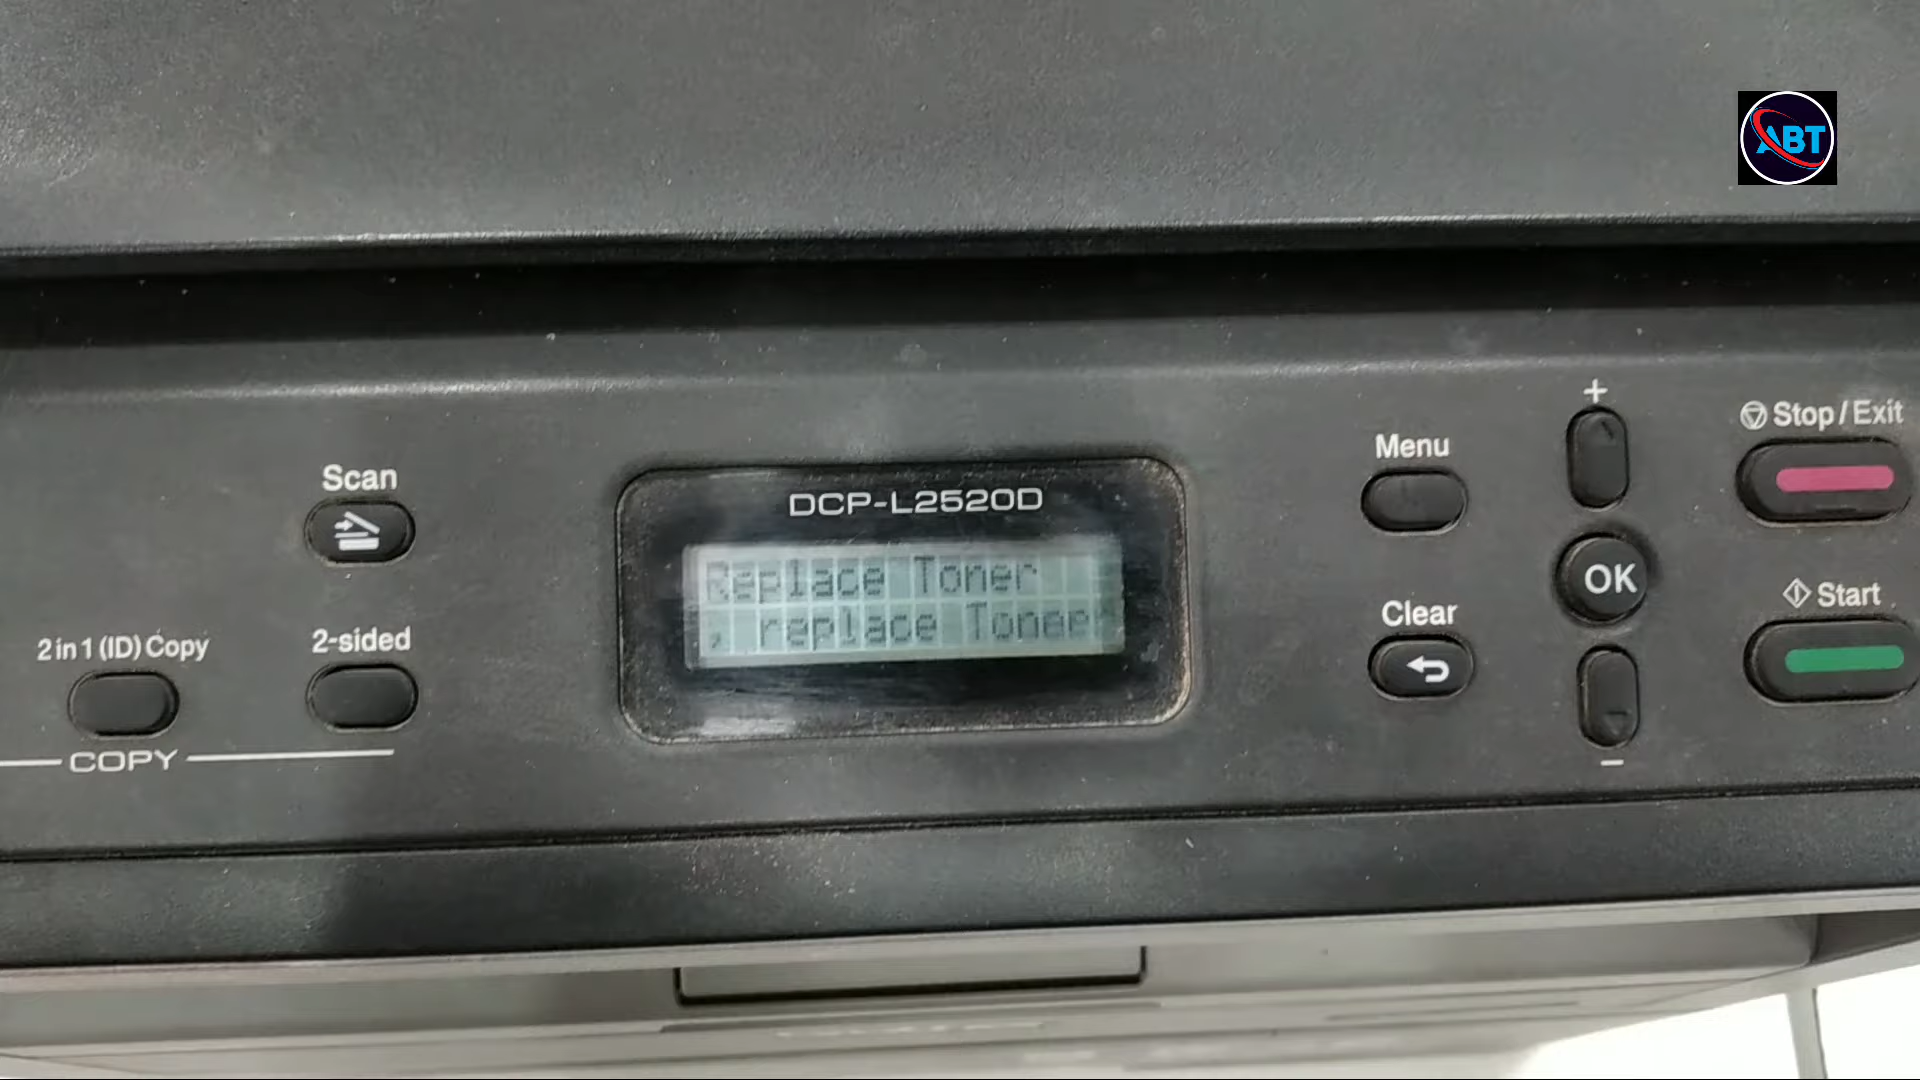 ABT
+
Stop/Exit
Menu
Scan
DCP-L2520D
Replace Toner
, replace Toner
OK
Start
Clear
2 in 1 (ID) Copy
2-sided
COPY
−